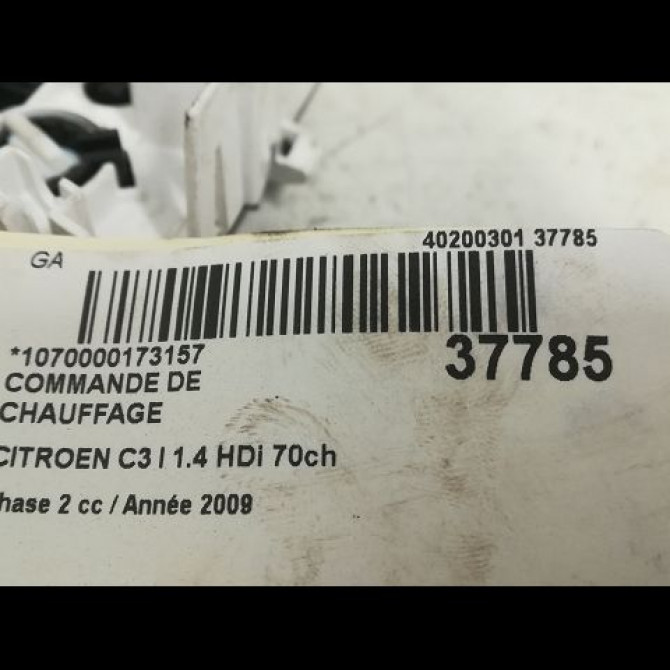 GA
40200301 37785
*1070000173157
37785
COMMANDE DE
CHAUFFAGE
CITROEN C3 I 1.4 HDi 70ch
hase 2 cc / Année 2009